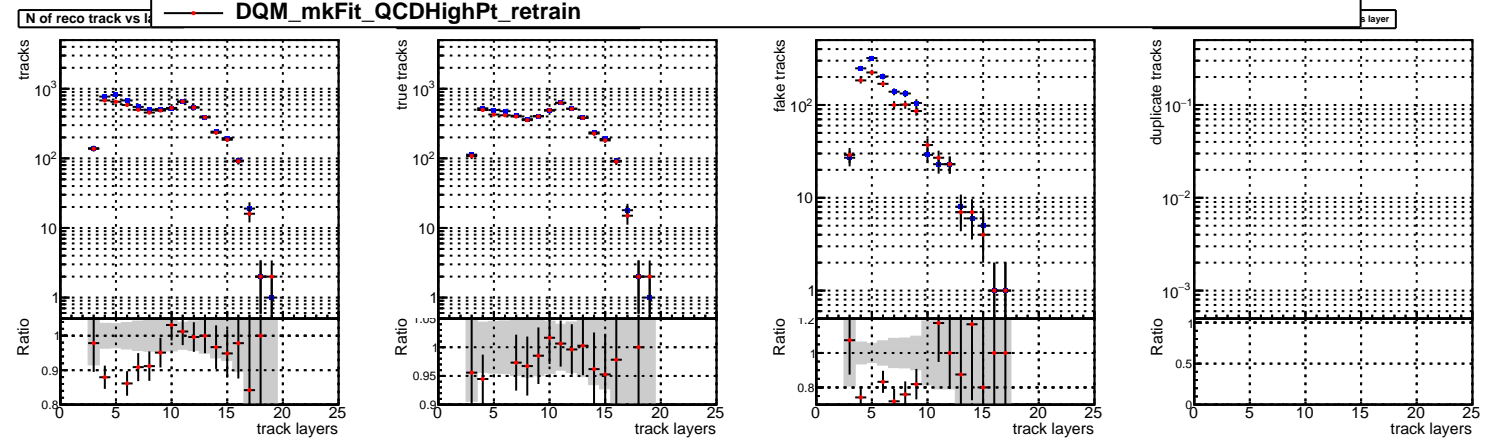 DQM_mkFit_QCDHighPt_retrain
N of reco track vs la
s layer
tracks
10³
10²
10
1
Ratio
1
0.9
0.8
0 5 10 15 20 25
track layers
true tracks
10³
10²
10
1
Ratio
1.05
1
0.95
0.9
0 5 10 15 20 25
track layers
fake tracks
10²
10
1
Ratio
1.2
1
0.8
0 5 10 15 20 25
track layers
duplicate tracks
10⁻¹
10⁻²
10⁻³
Ratio
1
0.5
0
0 5 10 15 20 25
track layers